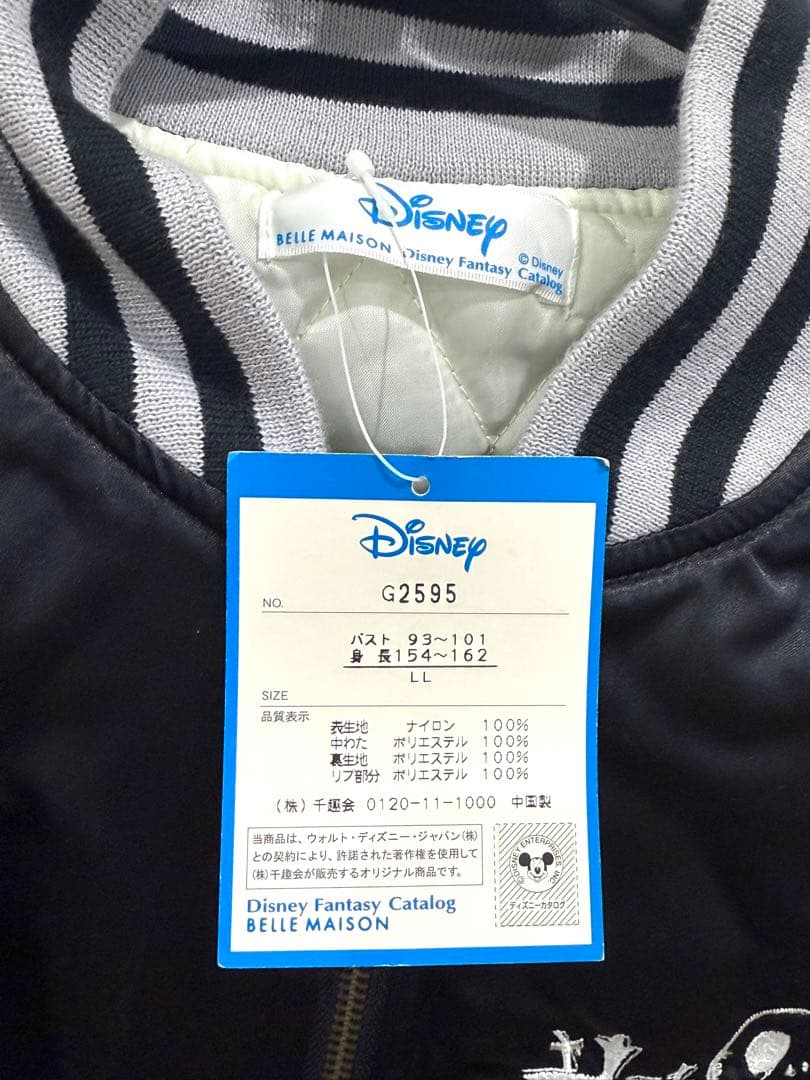 Disney
BELLE MAISON Disney Fantasy Catalog
© Disney
Disney
NO. G2595
バスト 93〜101
身 長 154〜162
LL
SIZE
品質表示
表生地 ナイロン 100%
中わた ポリエステル 100%
裏生地 ポリエステル 100%
リブ部分 ポリエステル 100%
(株) 千趣会 0120-11-1000 中国製
当商品は、ウォルト・ディズニー・ジャパン(株)
との契約により、許諾された著作権を使用して
(株)千趣会が販売するオリジナル商品です。
©DISNEY ENTERPRISES INC
ディズニーカタログ
Disney Fantasy Catalog
BELLE MAISON